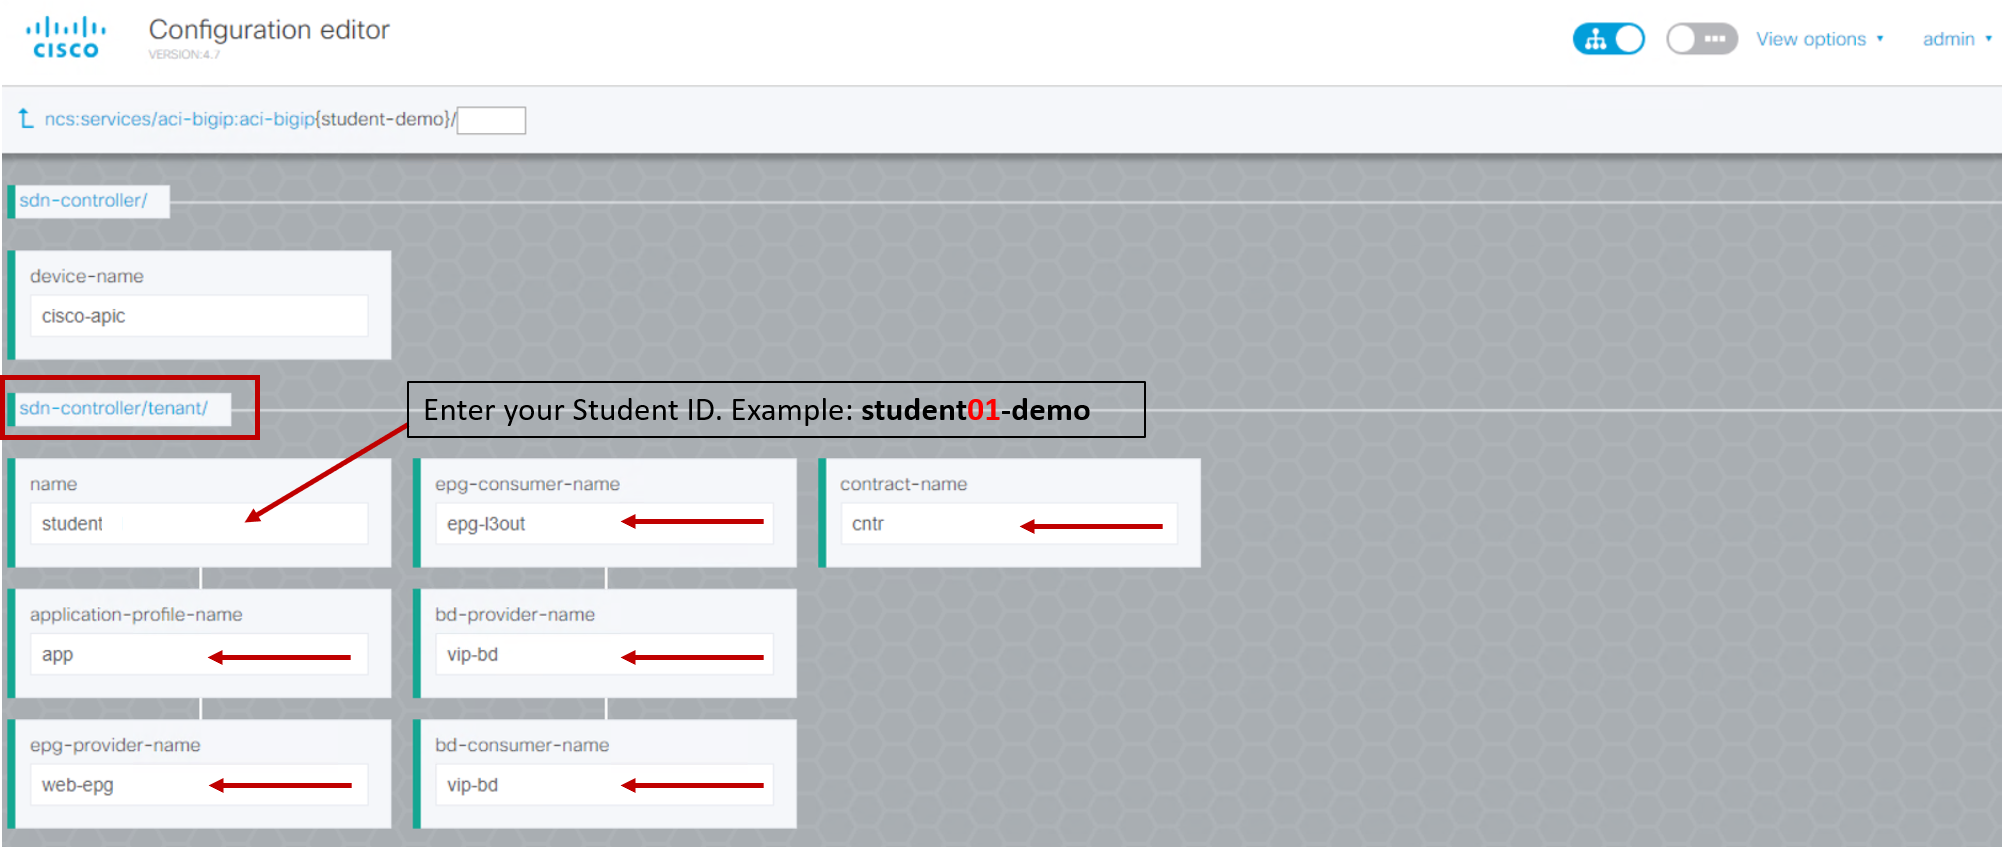 CISCO
Configuration editor
VERSION:4.7
View options
admin
ncs:services/aci-bigip:aci-bigip{student-demo}/
sdn-controller/
device-name
cisco-apic
sdn-controller/tenant/
Enter your Student ID. Example: student01-demo
name
student
epg-consumer-name
epg-l3out
contract-name
cntr
application-profile-name
app
bd-provider-name
vip-bd
epg-provider-name
web-epg
bd-consumer-name
vip-bd